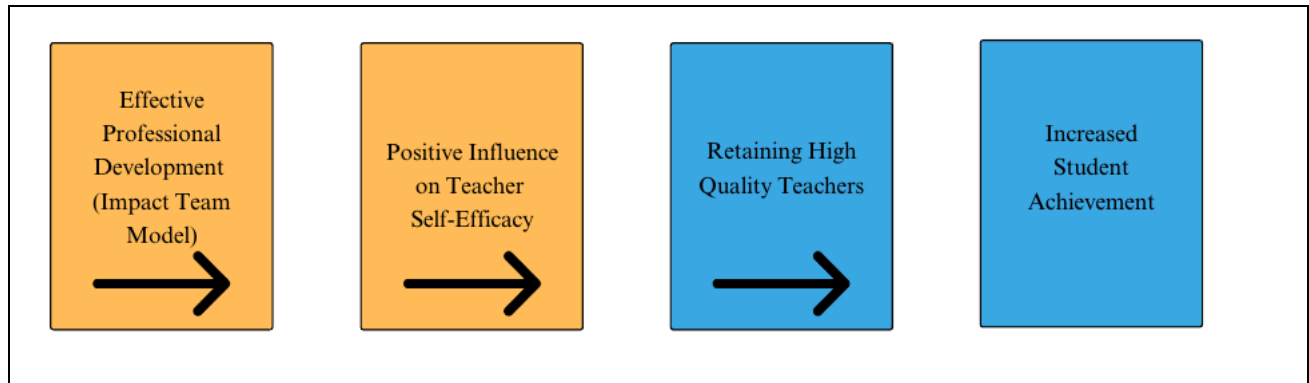 Effective
Professional
Development
(Impact Team
Model)
Positive Influence
on Teacher
Self-Efficacy
Retaining High
Quality Teachers
Increased
Student
Achievement